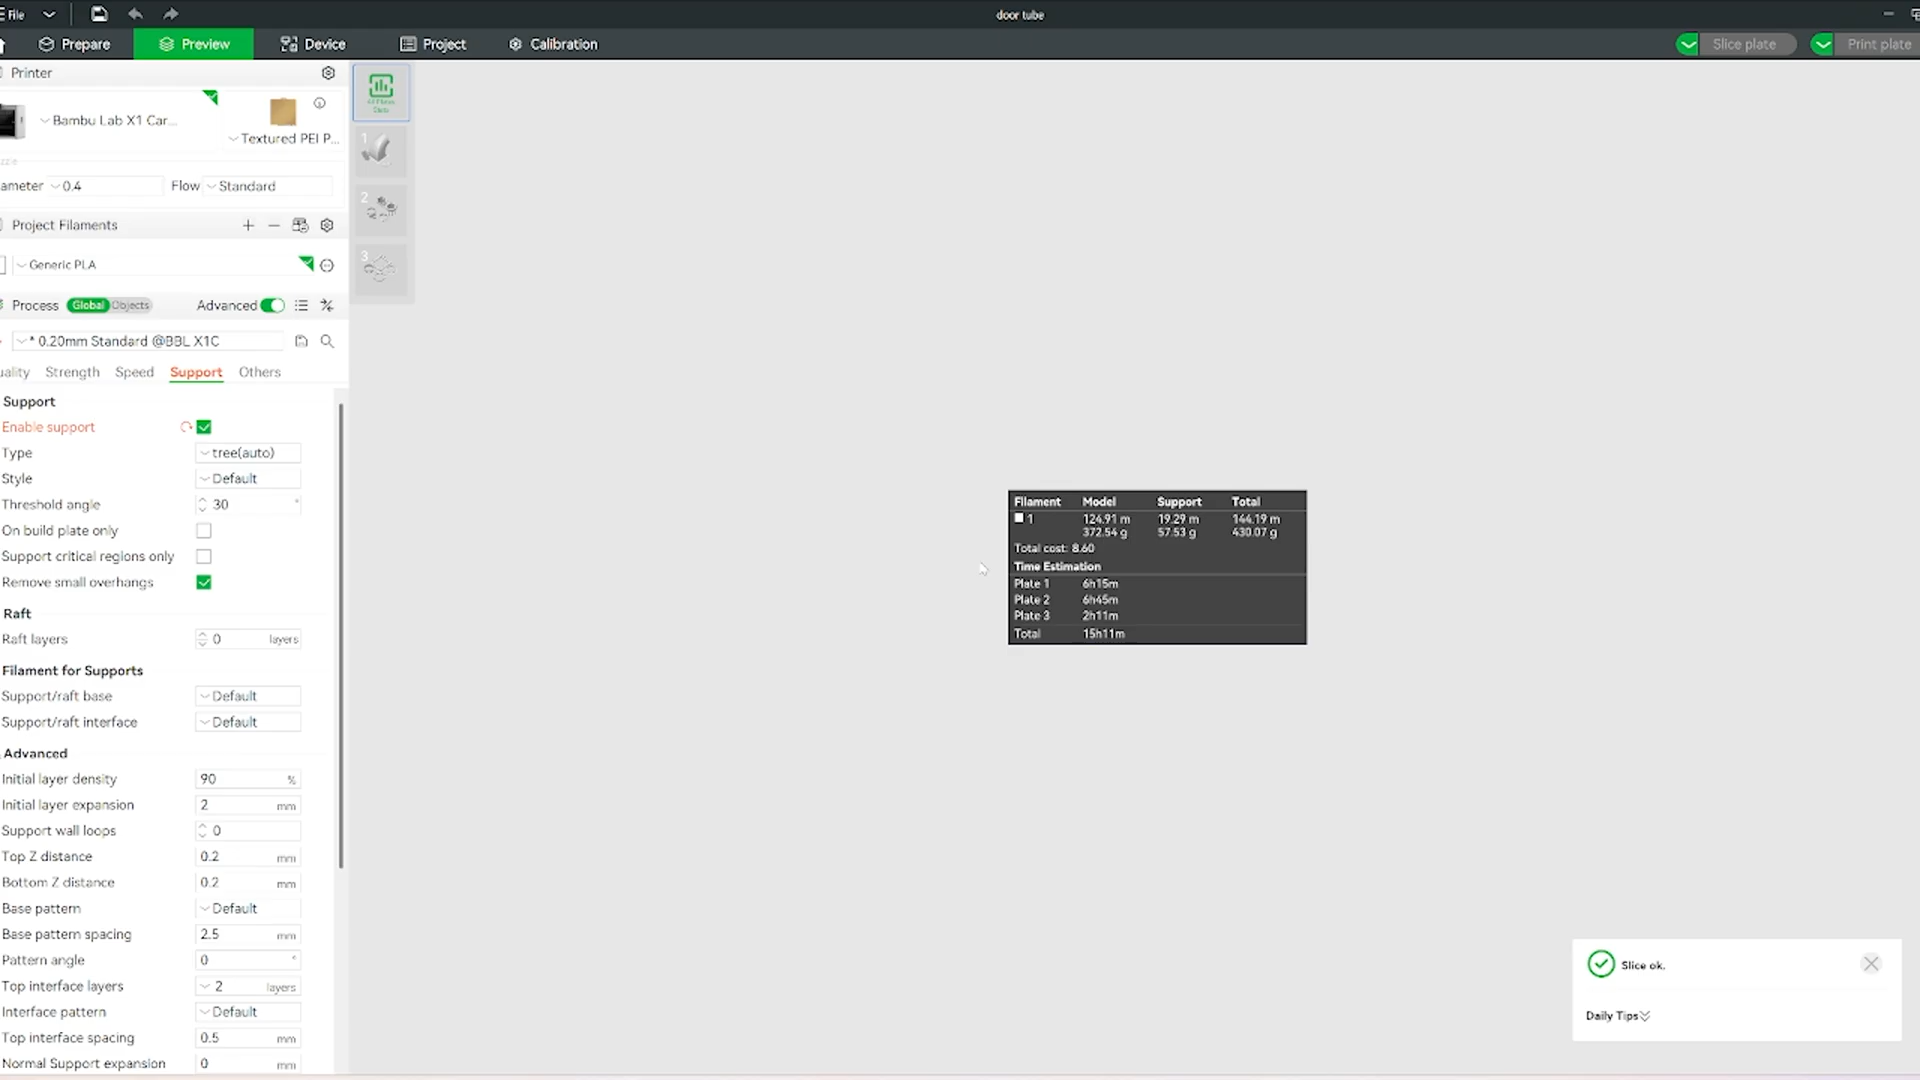 File
door tube
Prepare
Preview
Device
Project
Calibration
Slice plate
Print plate
Printer
Bambu Lab X1 Car...
Textured PEI P...
zzle
ameter 0.4 Flow Standard
Project Filaments
Generic PLA
Process Global Objects Advanced
* 0.20mm Standard @BBL X1C
uality Strength Speed Support Others
Support
Enable support
Type tree(auto)
Style Default
Threshold angle 30 °
On build plate only
Support critical regions only
Remove small overhangs
Raft
Raft layers 0 layers
Filament for Supports
Support/raft base Default
Support/raft interface Default
Advanced
Initial layer density 90 %
Initial layer expansion 2 mm
Support wall loops 0
Top Z distance 0.2 mm
Bottom Z distance 0.2 mm
Base pattern Default
Base pattern spacing 2.5 mm
Pattern angle 0 °
Top interface layers 2 layers
Interface pattern Default
Top interface spacing 0.5 mm
Normal Support expansion 0 mm
All Plates
Stats
1
2
3
Filament Model Support Total
1 124.91 m 19.29 m 144.19 m
372.54 g 57.53 g 430.07 g
Total cost: 8.60
Time Estimation
Plate 1 6h15m
Plate 2 6h45m
Plate 3 2h11m
Total 15h11m
Slice ok.
Daily Tips